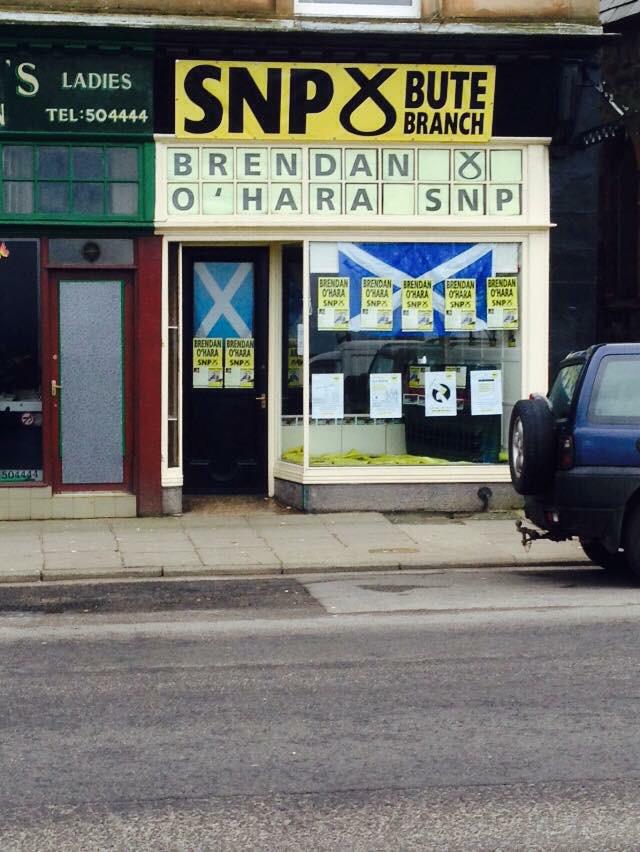 'S LADIES
TEL:504444
SNP BUTE
BRANCH
BRENDAN
O'HARA SNP
BRENDAN
O'HARA
SNP
BRENDAN
O'HARA
SNP
BRENDAN
O'HARA
SNP
BRENDAN
O'HARA
SNP
BRENDAN
O'HARA
SNP
BRENDAN
O'HARA
SNP
BRENDAN
O'HARA
SNP
504444